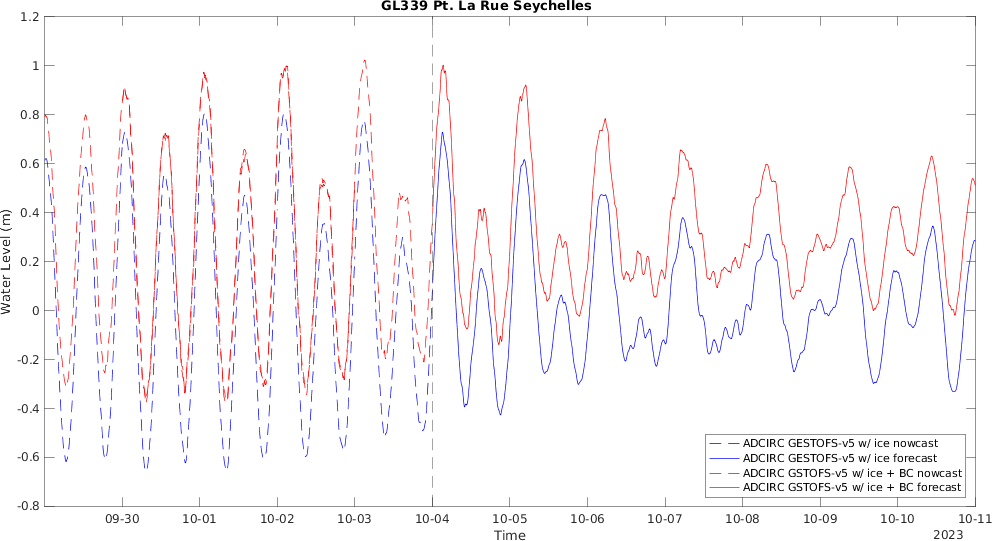 GL339 Pt. La Rue Seychelles
1.2
1
0.8
0.6
0.4
0.2
0
-0.2
-0.4
-0.6
-0.8
Water Level (m)
ADCIRC GESTOFS-v5 w/ ice nowcast
ADCIRC GESTOFS-v5 w/ ice forecast
ADCIRC GSTOFS-v5 w/ ice + BC nowcast
ADCIRC GSTOFS-v5 w/ ice + BC forecast
09-30 10-01 10-02 10-03 10-04 10-05 10-06 10-07 10-08 10-09 10-10 10-11
Time
2023